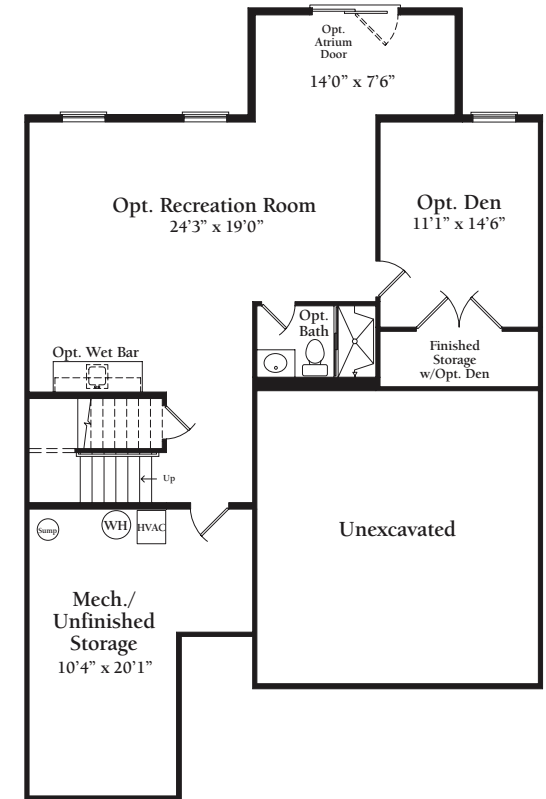 Opt.
Atrium
Door
14'0" x 7'6"
Opt. Recreation Room
24'3" x 19'0"
Opt. Den
11'1" x 14'6"
Opt.
Bath
Finished
Storage
w/Opt. Den
Opt. Wet Bar
Up
Sump
WH
HVAC
Unexcavated
Mech./
Unfinished
Storage
10'4" x 20'1"